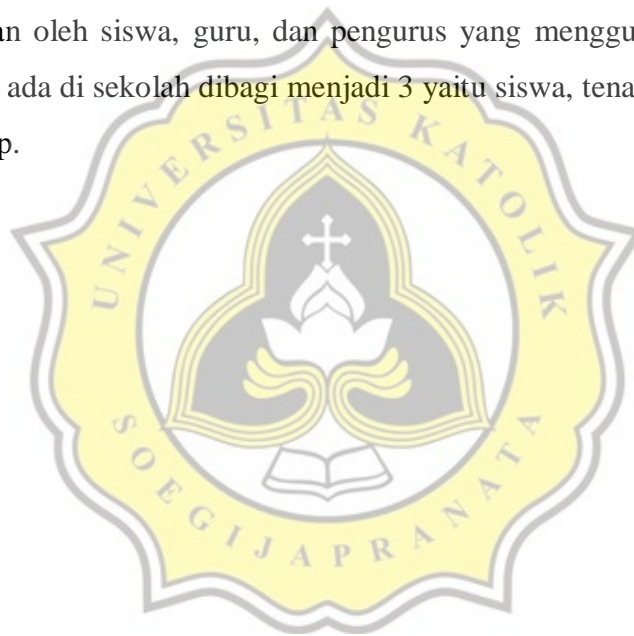 an oleh siswa, guru, dan pengurus yang menggu
ada di sekolah dibagi menjadi 3 yaitu siswa, tena
p.
UNIVERSITAS KATOLIK
SOEGIJAPRANATA